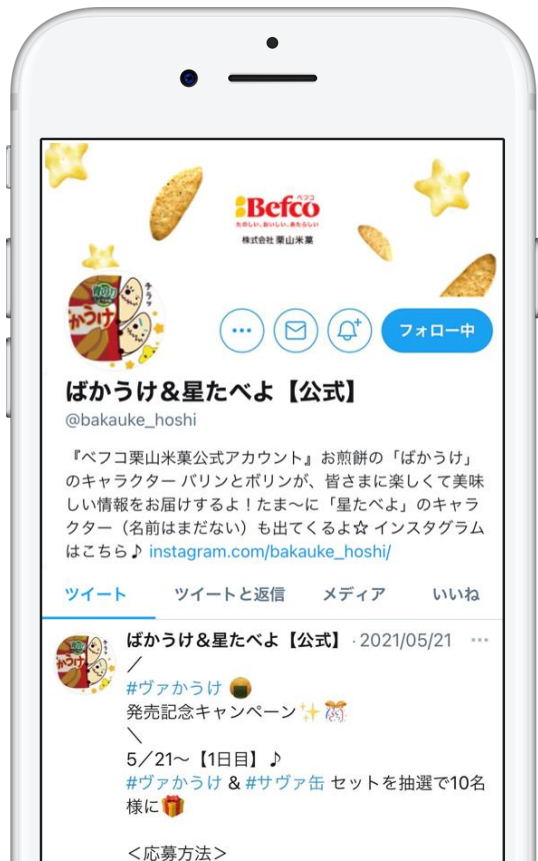 ベフコ
Befco
たのしい、おいしい、あたらしい
株式会社 栗山米菓
チラッ
青のり
かうけ
フォロー中
ばかうけ&星たべよ【公式】
@bakauke_hoshi
『ベフコ栗山米菓公式アカウント』お煎餅の「ばかうけ」
のキャラクター バリンとボリンが、皆さまに楽しくて美味
しい情報をお届けするよ！たま〜に「星たべよ」のキャラ
クター（名前はまだない）も出てくるよ☆ インスタグラム
はこちら♪ instagram.com/bakauke_hoshi/
ツイート ツイートと返信 メディア いいね
ばかうけ&星たべよ【公式】 · 2021/05/21 …
かうけ
／
#ヴァかうけ 🍘
発売記念キャンペーン✨🎊
＼
5／21〜【1日目】♪
#ヴァかうけ & #サヴァ缶 セットを抽選で10名
様に🎁
＜応募方法＞